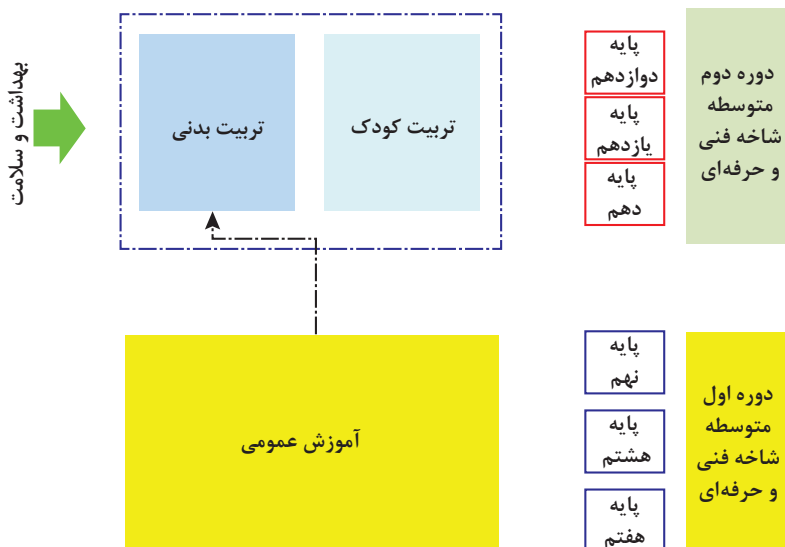 دوره دوم
متوسطه
شاخه فنی
و حرفه‌ای
پایه
دوازدهم
پایه
یازدهم
پایه
دهم
تربیت کودک
تربیت بدنی
بهداشت و سلامت
دوره اول
متوسطه
شاخه فنی
و حرفه‌ای
پایه
نهم
پایه
هشتم
پایه
هفتم
آموزش عمومی